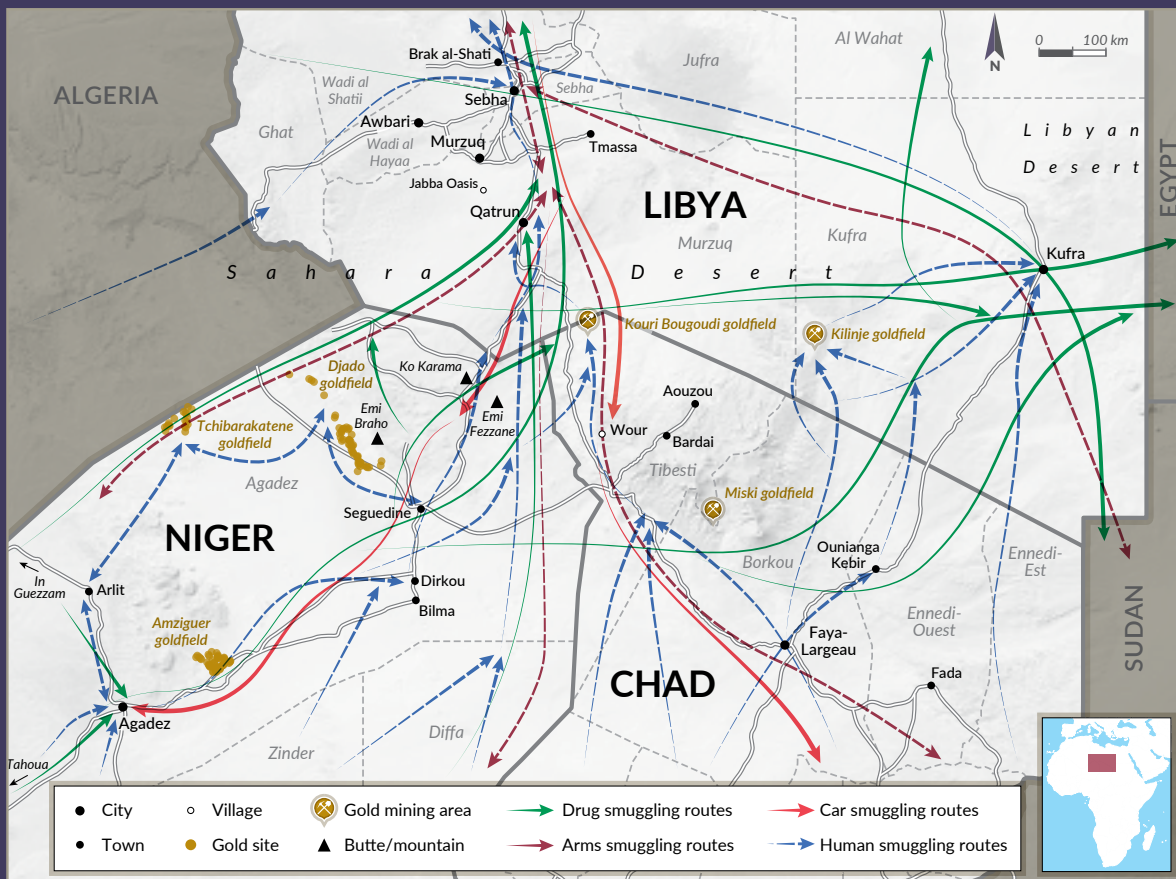 Al Wahat
0 100 km
N
Brak al-Shati
Jufra
ALGERIA
Wadi al
Shatii
Sebha
Sebha
Awbari
Ghat
Murzuq
Wadi al
Hayaa
Tmassa
Libyan
Desert
EGYPT
Jabba Oasis
Qatrun
LIBYA
Murzuq
Kufra
Kufra
Sahara Desert
Kouri Bougoudi goldfield
Kilinje goldfield
Ko Karama
Djado
goldfield
Emi
Fezzane
Emi
Braho
Aouzou
Tchibarakatene
goldfield
Wour
Bardai
Tibesti
Agadez
Miski goldfield
Seguedine
NIGER
Borkou
Ounianga
Kebir
Ennedi-
Est
In
Guezzam
Arlit
Dirkou
Bilma
Ennedi-
Ouest
SUDAN
Amziguer
goldfield
Faya-
Largeau
CHAD
Fada
Agadez
Diffa
Zinder
Tahoua
City
Village
Gold mining area
Drug smuggling routes
Car smuggling routes
Town
Gold site
Butte/mountain
Arms smuggling routes
Human smuggling routes